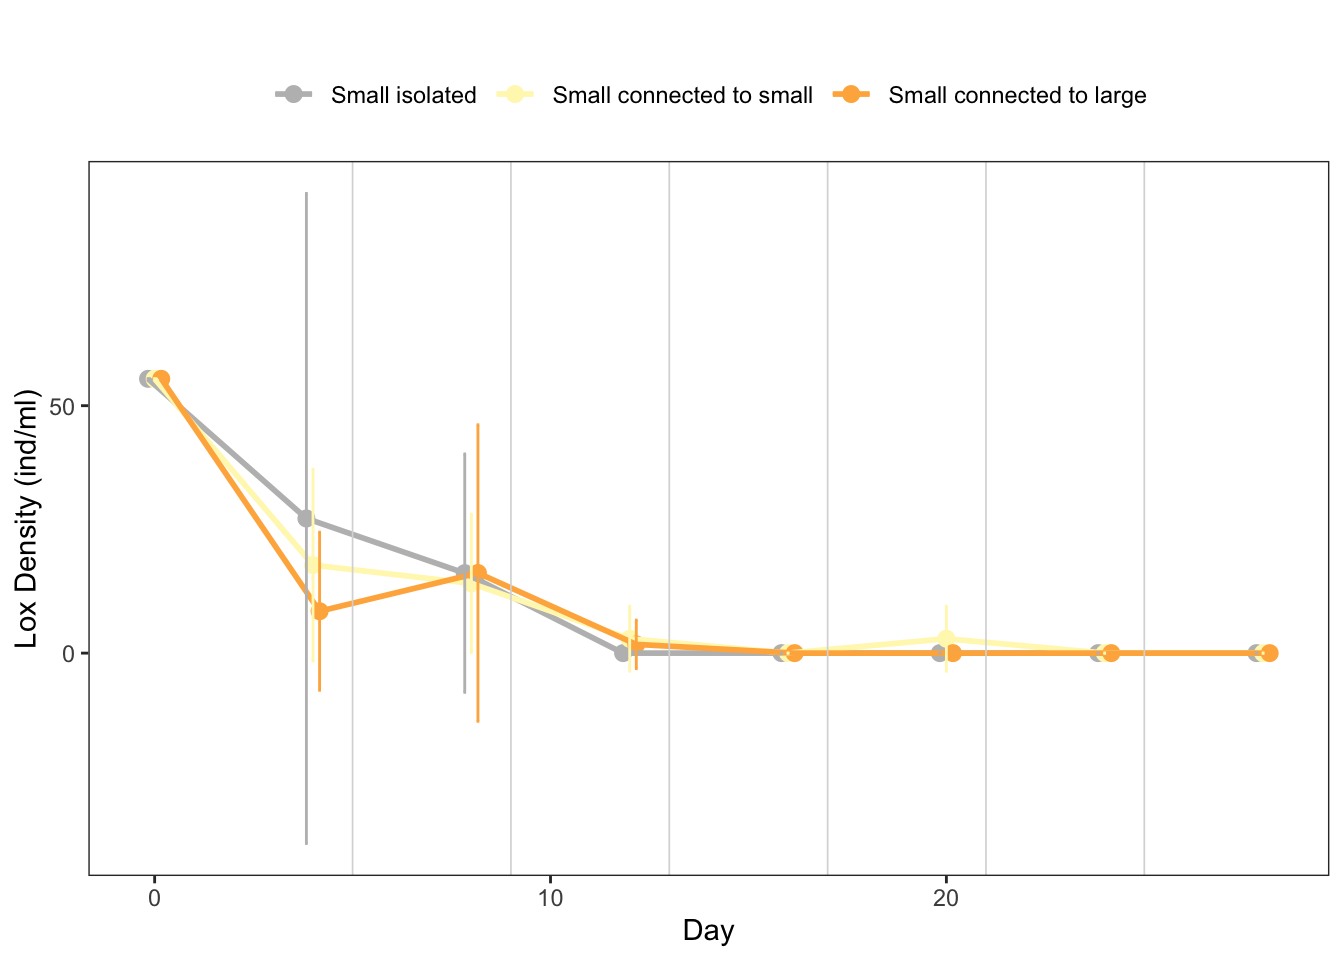 Small isolated Small connected to small Small connected to large
Lox Density (ind/ml)
50
0
0 10 20
Day